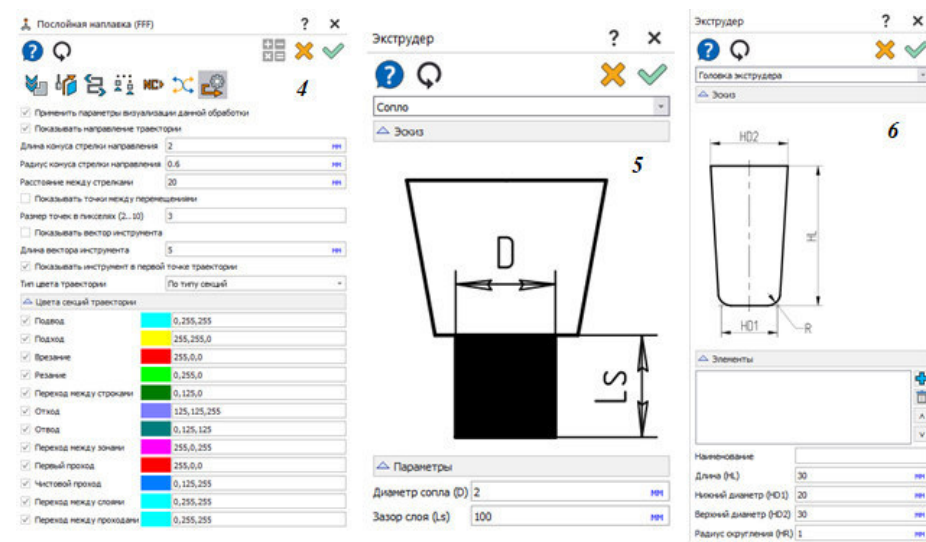 Послойная наплавка (FFF) ? ×
4
NC
Применить параметры визуализации данной обработки
Показывать направление траектории
Длина конуса стрелки направления 2 мм
Радиус конуса стрелки направления 0.6 мм
Расстояние между стрелками 20 мм
Показывать точки между перемещениями
Размер точек в пикселях (2..10) 3
Показывать вектор инструмента
Длина вектора инструмента 5 мм
Показывать инструмент в первой точке траектории
Тип цвета траектории По типу секций
Цвета секций траектории
Подвод 0,255,255
Подход 255,255,0
Врезание 255,0,0
Резание 0,255,0
Переход между строками 0,125,0
Отход 125,125,255
Отвод 0,125,125
Переход между зонами 255,0,255
Первый проход 255,0,0
Чистовой проход 0,125,255
Переход между слоями 0,255,255
Переход между проходами 0,255,255
Экструдер ? ×
Сопло
Эскиз
5
D
Ls
Параметры
Диаметр сопла (D) 2 мм
Зазор слоя (Ls) 100 мм
Экструдер ? ×
Головка экструдера
Эскиз
6
HD2
HL
HD1
R
Элементы
Наименование
Длина (HL) 30 мм
Нижний диаметр (HD1) 20 мм
Верхний диаметр (HD2) 30 мм
Радиус округления (HR) 1 мм